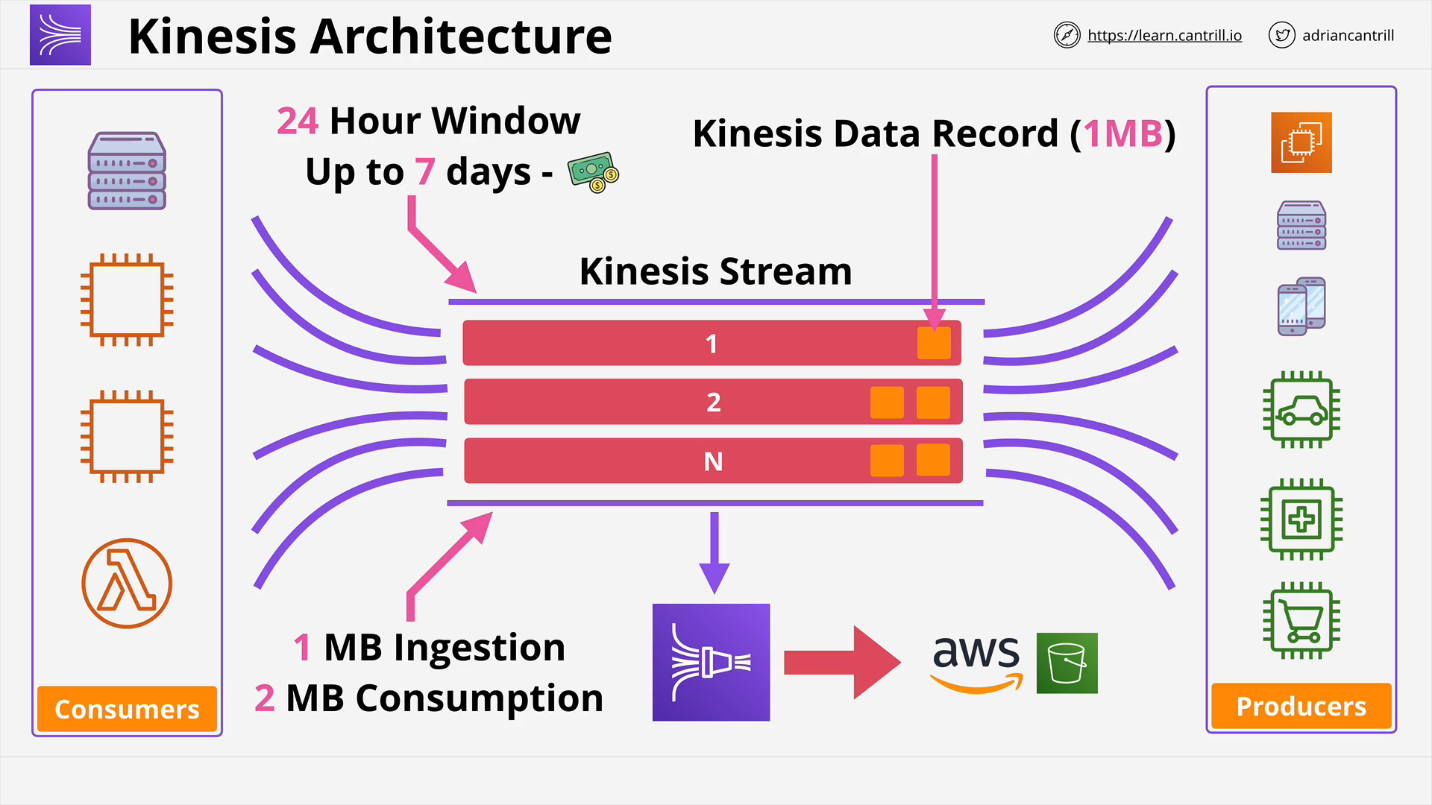 Kinesis Architecture
https://learn.cantrill.io
adriancantrill
24 Hour Window
Up to 7 days -
Kinesis Data Record (1MB)
Kinesis Stream
1
2
N
1 MB Ingestion
2 MB Consumption
aws
Consumers
Producers